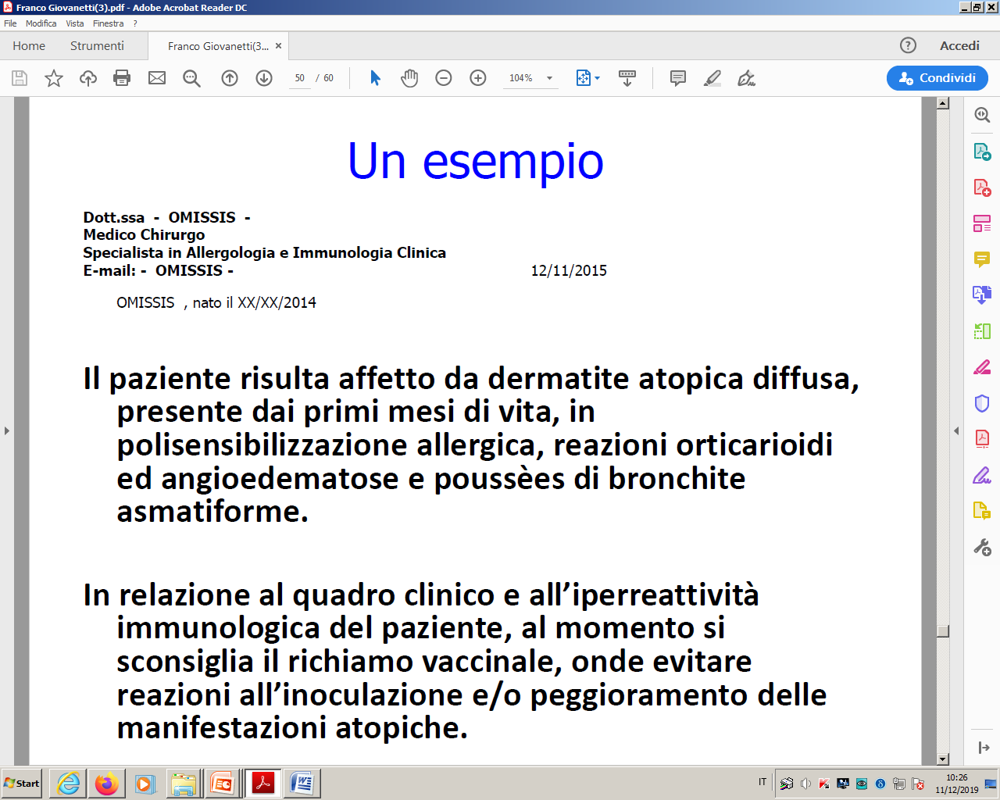 Franco Giovanetti(3).pdf - Adobe Acrobat Reader DC
File Modifica Vista Finestra ?
Home Strumenti Franco Giovanetti(3... × Accedi
50 / 60 104% Condividi
Un esempio
Dott.ssa - OMISSIS -
Medico Chirurgo
Specialista in Allergologia e Immunologia Clinica
E-mail: - OMISSIS - 12/11/2015
OMISSIS , nato il XX/XX/2014
Il paziente risulta affetto da dermatite atopica diffusa,
presente dai primi mesi di vita, in
polisensibilizzazione allergica, reazioni orticarioidi
ed angioedematose e poussèes di bronchite
asmatiforme.
In relazione al quadro clinico e all’iperreattività
immunologica del paziente, al momento si
sconsiglia il richiamo vaccinale, onde evitare
reazioni all’inoculazione e/o peggioramento delle
manifestazioni atopiche.
Start IT 10:26
11/12/2019